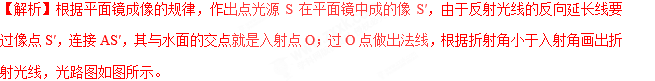 【解析】根据平面镜成像的规律，作出点光源 S 在平面镜中成的像 S′，由于反射光线的反向延长线要
过像点 S′，连接 AS′，其与水面的交点就是入射点 O；过 O 点做出法线，根据折射角小于入射角画出折
射光线，光路图如图所示。